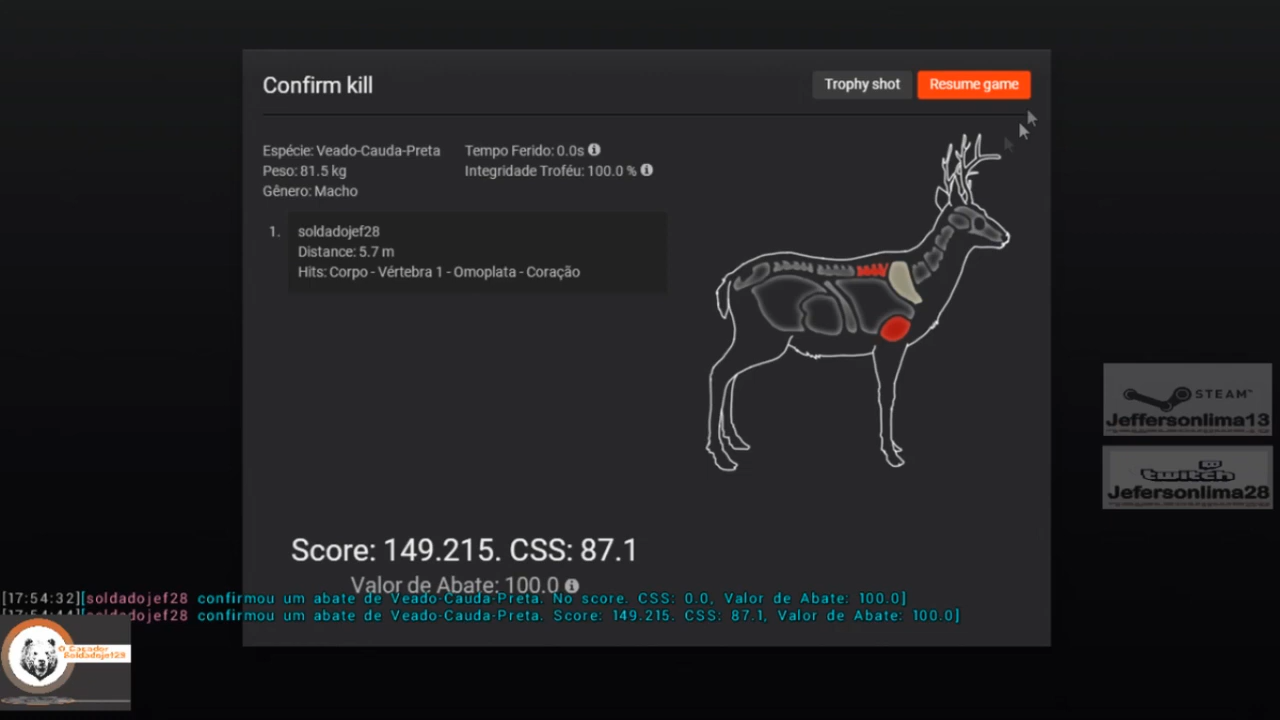 Confirm kill
Trophy shot
Resume game
Espécie: Veado-Cauda-Preta
Peso: 81.5 kg
Gênero: Macho
Tempo Ferido: 0.0s
Integridade Troféu: 100.0 %
1. soldadojef28
Distance: 5.7 m
Hits: Corpo - Vértebra 1 - Omoplata - Coração
STEAM™
Jeffersonlima13
twitch
Jefersonlima28
Score: 149.215. CSS: 87.1
Valor de Abate: 100.0
[17:54:32][soldadojef28 confirmou um abate de Veado-Cauda-Preta. No score. CSS: 0.0, Valor de Abate: 100.0]
[17:54:44][soldadojef28 confirmou um abate de Veado-Cauda-Preta. Score: 149.215. CSS: 87.1, Valor de Abate: 100.0]
O Caçador